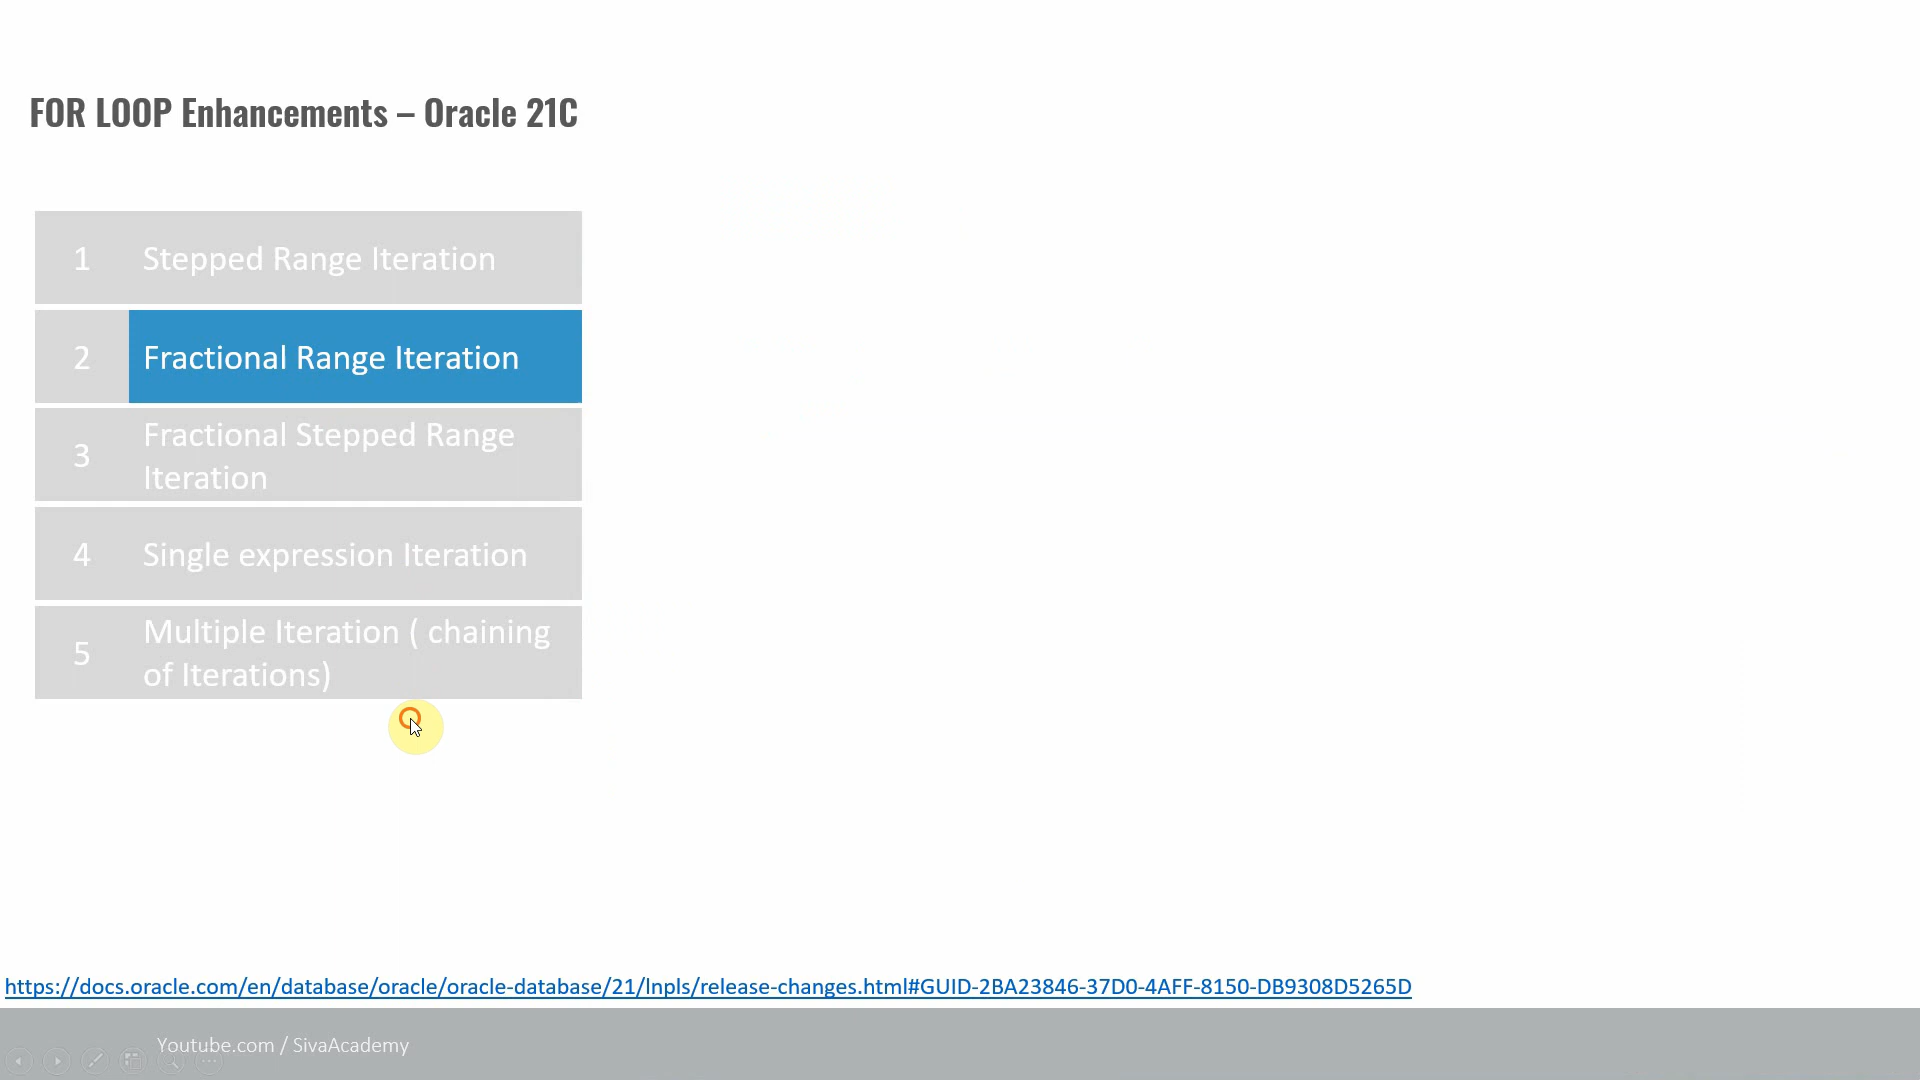 FOR LOOP Enhancements – Oracle 21C
1 Stepped Range Iteration
2 Fractional Range Iteration
3 Fractional Stepped Range
Iteration
4 Single expression Iteration
5 Multiple Iteration ( chaining
of Iterations)
https://docs.oracle.com/en/database/oracle/oracle-database/21/lnpls/release-changes.html#GUID-2BA23846-37D0-4AFF-8150-DB9308D5265D
Youtube.com / SivaAcademy